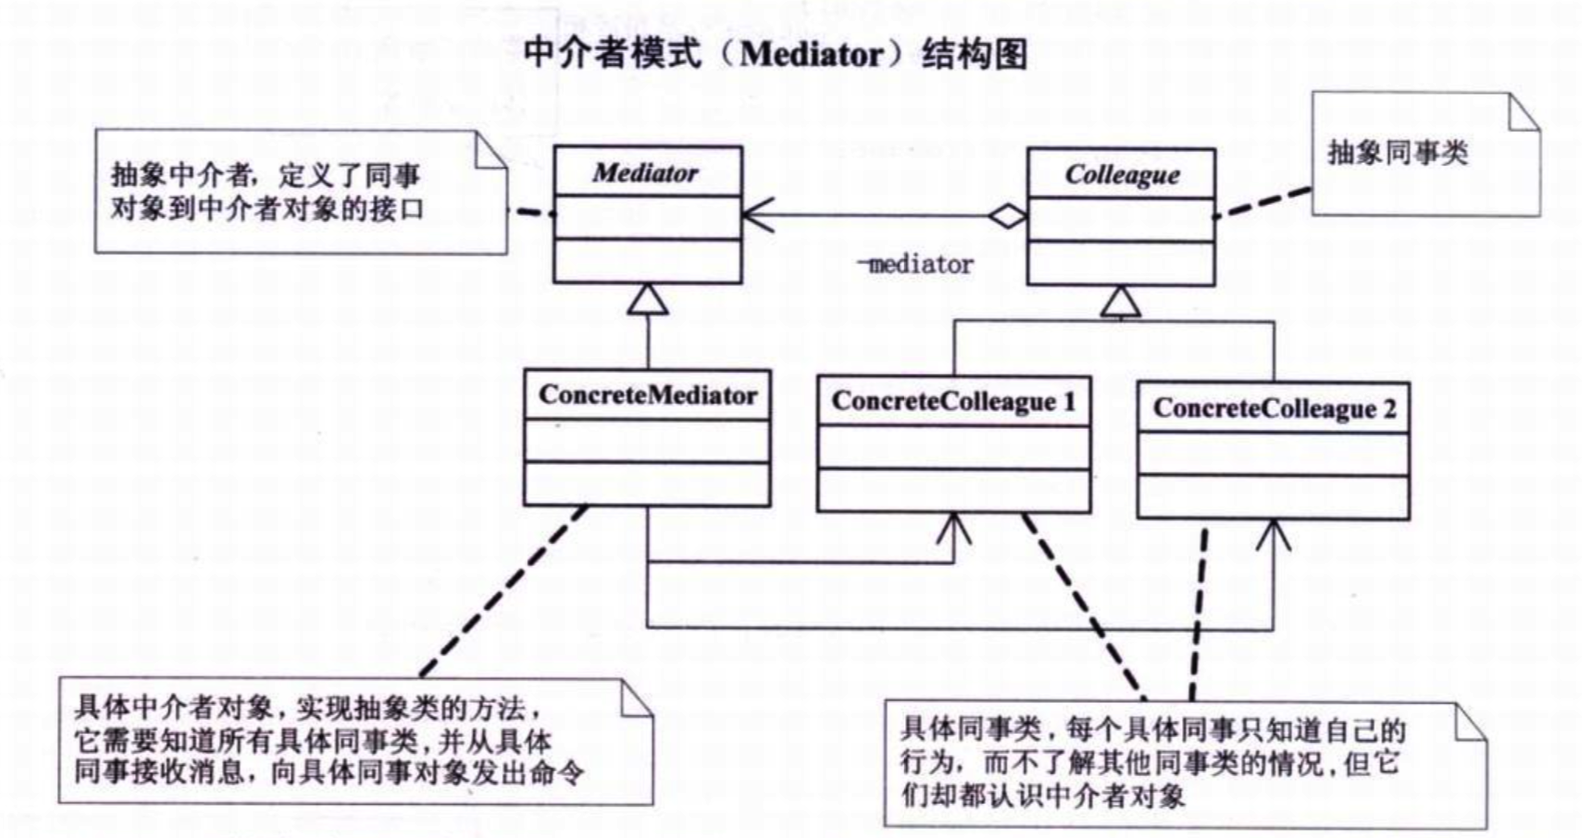 中介者模式（Mediator）结构图
抽象中介者，定义了同事
对象到中介者对象的接口
Mediator
Colleague
抽象同事类
-mediator
ConcreteMediator
ConcreteColleague 1
ConcreteColleague 2
具体中介者对象，实现抽象类的方法，
它需要知道所有具体同事类，并从具体
同事接收消息，向具体同事对象发出命令
具体同事类，每个具体同事只知道自己的
行为，而不了解其他同事类的情况，但它
们却都认识中介者对象